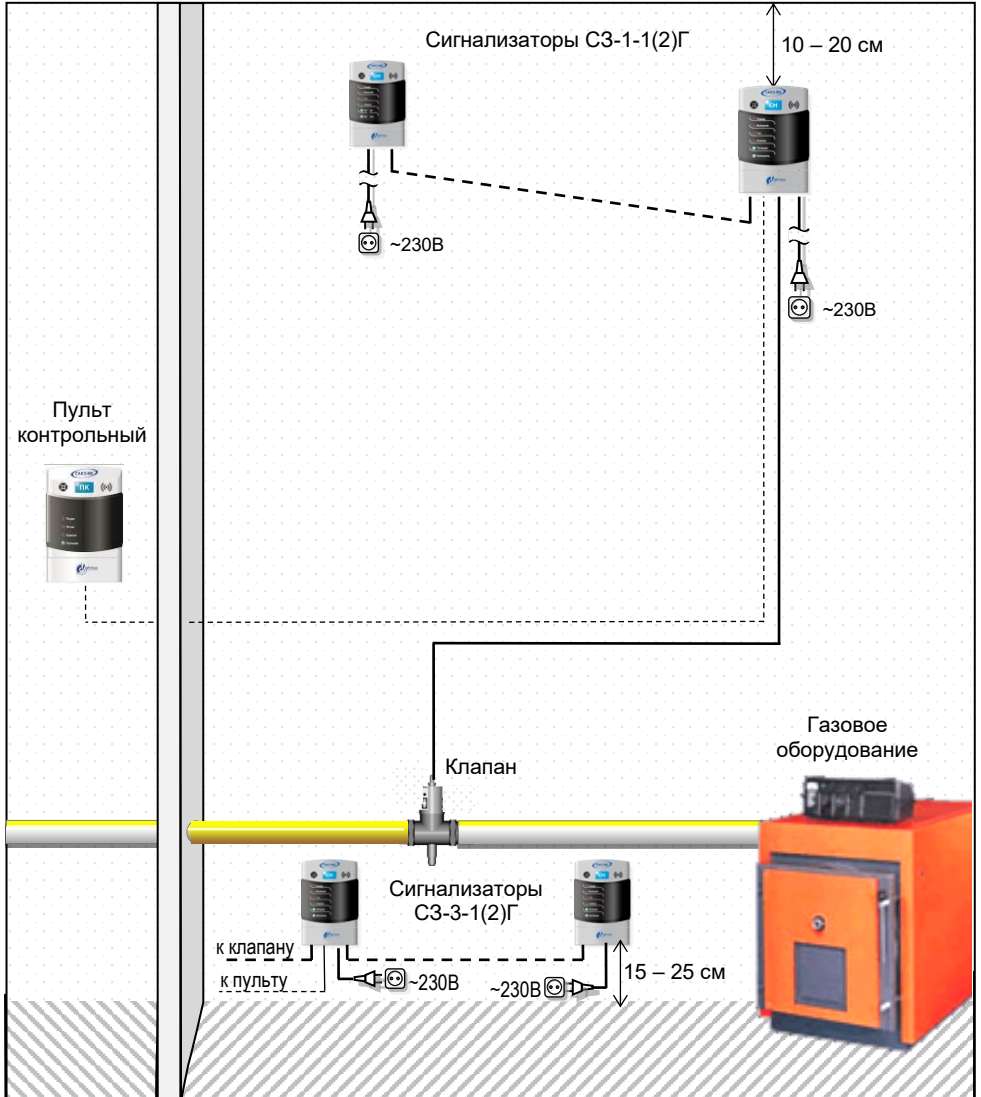 Сигнализаторы СЗ-1-1(2)Г
10 – 20 см
СН
~230В
~230В
Пульт
контрольный
ПК
Газовое
оборудование
Клапан
Сигнализаторы
СЗ-3-1(2)Г
к клапану
к пульту
~230В
~230В
15 – 25 см